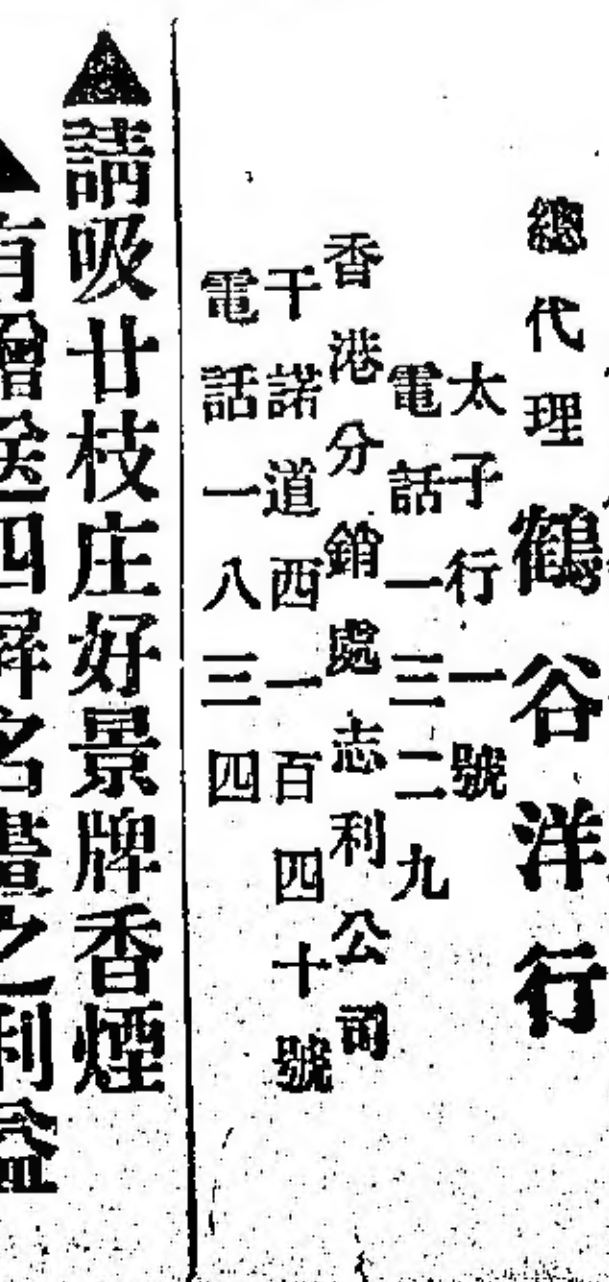 總代理 鶴谷洋行
太子行一號
電話一三二九
香港分銷處志利公司
干諾道西一百四十號
電話一八三四
請吸廿枝庄好景牌香煙
有贈送四屏名畫之利益